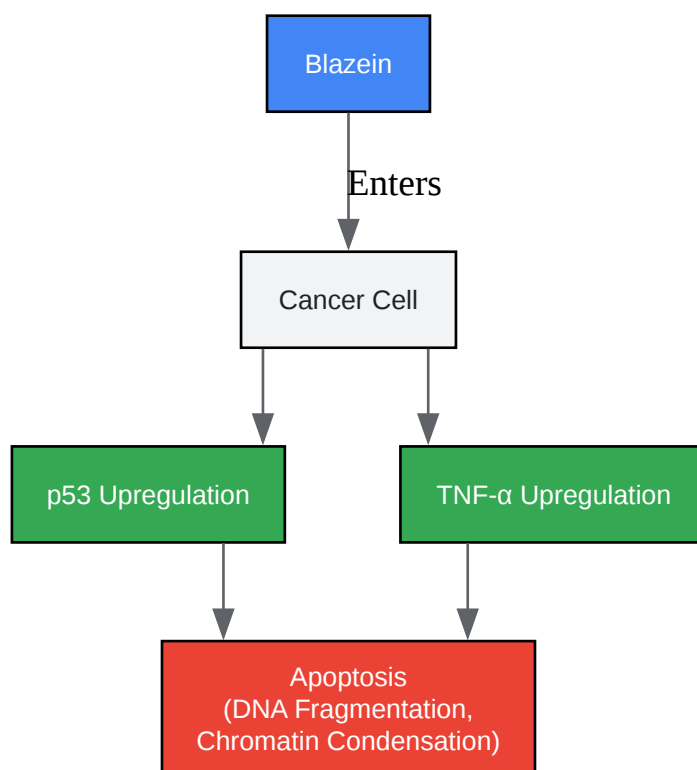 Blazein
Enters
Cancer Cell
p53 Upregulation
TNF-α Upregulation
Apoptosis
(DNA Fragmentation,
Chromatin Condensation)